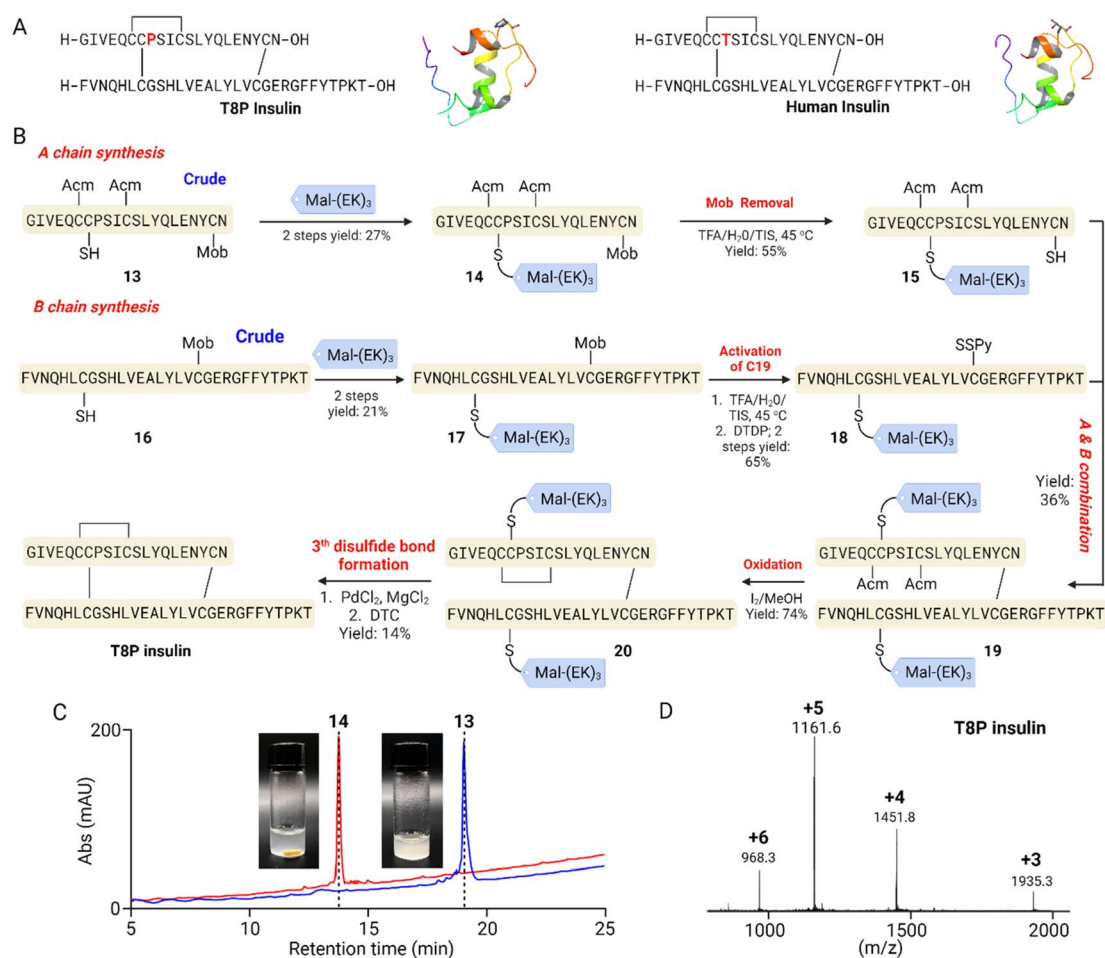 A
H-GIVEQCCPSICSLYQLENYCN-OH
H-FVNQHLCGSHLVEALYLVCGERGFFYTPKT-OH
T8P Insulin
H-GIVEQCCTSICSLYQLENYCN-OH
H-FVNQHLCGSHLVEALYLVCGERGFFYTPKT-OH
Human Insulin
B
A chain synthesis
Acm Acm Crude
GIVEQCCPSICSLYQLENYCN
SH Mob
13
Mal-(EK)3
2 steps yield: 27%
Acm Acm
GIVEQCCPSICSLYQLENYCN
S Mob
Mal-(EK)3
14
Mob Removal
TFA/H20/TIS, 45 °C
Yield: 55%
Acm Acm
GIVEQCCPSICSLYQLENYCN
S SH
Mal-(EK)3
15
B chain synthesis
Crude
Mob
FVNQHLCGSHLVEALYLVCGERGFFYTPKT
SH
16
Mal-(EK)3
2 steps
yield: 21%
Mob
FVNQHLCGSHLVEALYLVCGERGFFYTPKT
S
Mal-(EK)3
17
Activation
of C19
1. TFA/H20/
TIS, 45 °C
2. DTDP; 2
steps yield:
65%
SSPy
FVNQHLCGSHLVEALYLVCGERGFFYTPKT
S
Mal-(EK)3
18
A & B combination
Yield:
36%
Mal-(EK)3
S
GIVEQCCPSICSLYQLENYCN
Acm Acm
FVNQHLCGSHLVEALYLVCGERGFFYTPKT
S
19
Mal-(EK)3
Oxidation
I2/MeOH
Yield: 74%
Mal-(EK)3
S
GIVEQCCPSICSLYQLENYCN
FVNQHLCGSHLVEALYLVCGERGFFYTPKT
S
20
Mal-(EK)3
3th disulfide bond
formation
1. PdCl2, MgCl2
2. DTC
Yield: 14%
GIVEQCCPSICSLYQLENYCN
FVNQHLCGSHLVEALYLVCGERGFFYTPKT
T8P insulin
C
14 13
200
100
0
Abs (mAU)
5 10 15 20 25
Retention time (min)
D
T8P insulin
+5
1161.6
+4
1451.8
+6
968.3
+3
1935.3
1000 1500 2000
(m/z)